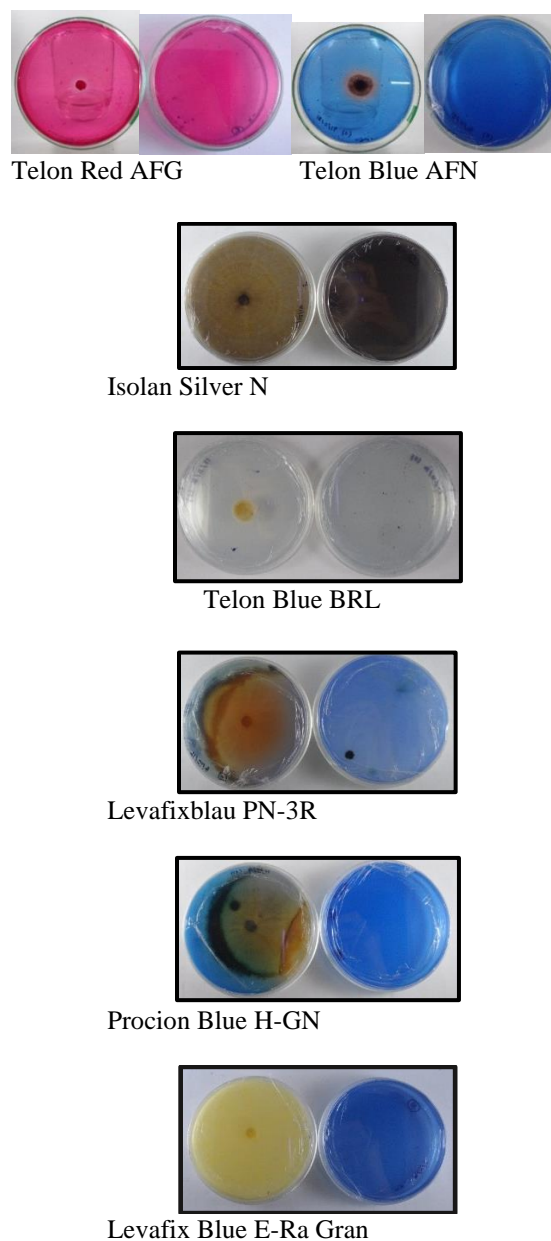 Telon Red AFG Telon Blue AFN
Isolan Silver N
Telon Blue BRL
Levafixblau PN-3R
Procion Blue H-GN
Levafix Blue E-Ra Gran